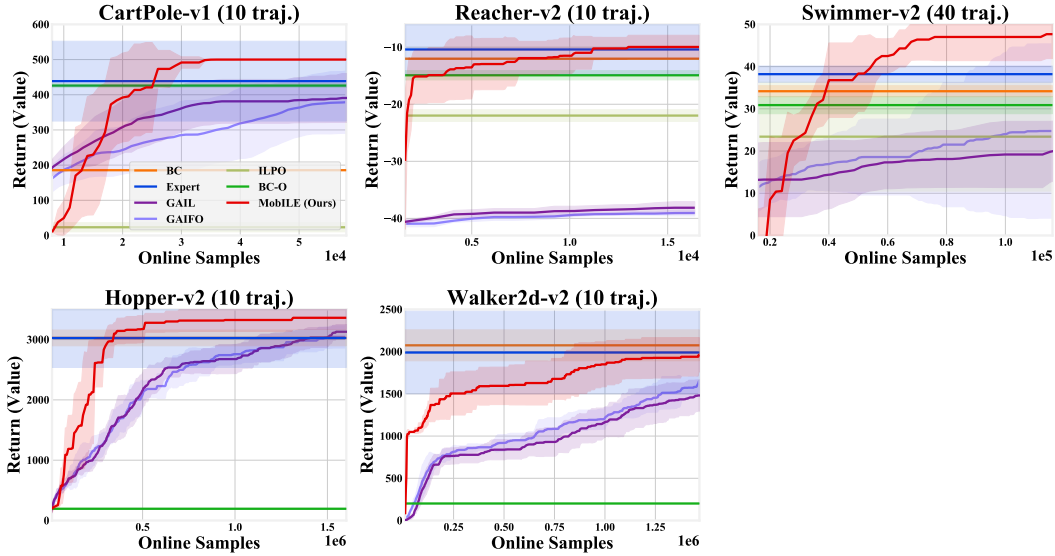 CartPole-v1 (10 traj.)
Return (Value)
600
500
400
300
200
100
0
1
2
3
4
5
1e4
Online Samples
BC
Expert
GAIL
GAIFO
ILPO
BC-O
MobILE (Ours)
Reacher-v2 (10 traj.)
Return (Value)
−10
−20
−30
−40
0.5
1.0
1.5
1e4
Online Samples
Swimmer-v2 (40 traj.)
Return (Value)
50
40
30
20
10
0
0.2
0.4
0.6
0.8
1.0
1e5
Online Samples
Hopper-v2 (10 traj.)
Return (Value)
3000
2000
1000
0
0.5
1.0
1.5
1e6
Online Samples
Walker2d-v2 (10 traj.)
Return (Value)
2500
2000
1500
1000
500
0
0.25
0.50
0.75
1.00
1.25
1e6
Online Samples